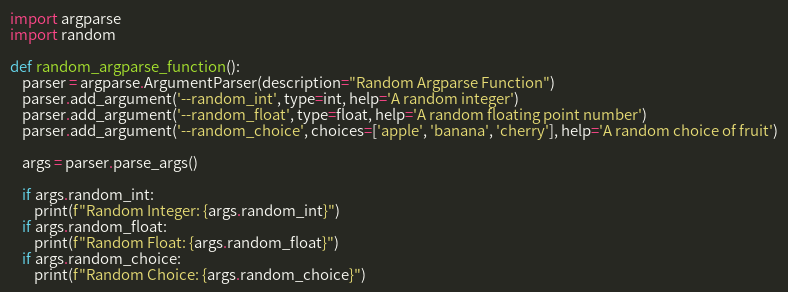 import argparse
import random

def random_argparse_function():
    parser = argparse.ArgumentParser(description="Random Argparse Function")
    parser.add_argument('--random_int', type=int, help='A random integer')
    parser.add_argument('--random_float', type=float, help='A random floating point number')
    parser.add_argument('--random_choice', choices=['apple', 'banana', 'cherry'], help='A random choice of fruit')

    args = parser.parse_args()

    if args.random_int:
        print(f"Random Integer: {args.random_int}")
    if args.random_float:
        print(f"Random Float: {args.random_float}")
    if args.random_choice:
        print(f"Random Choice: {args.random_choice}")